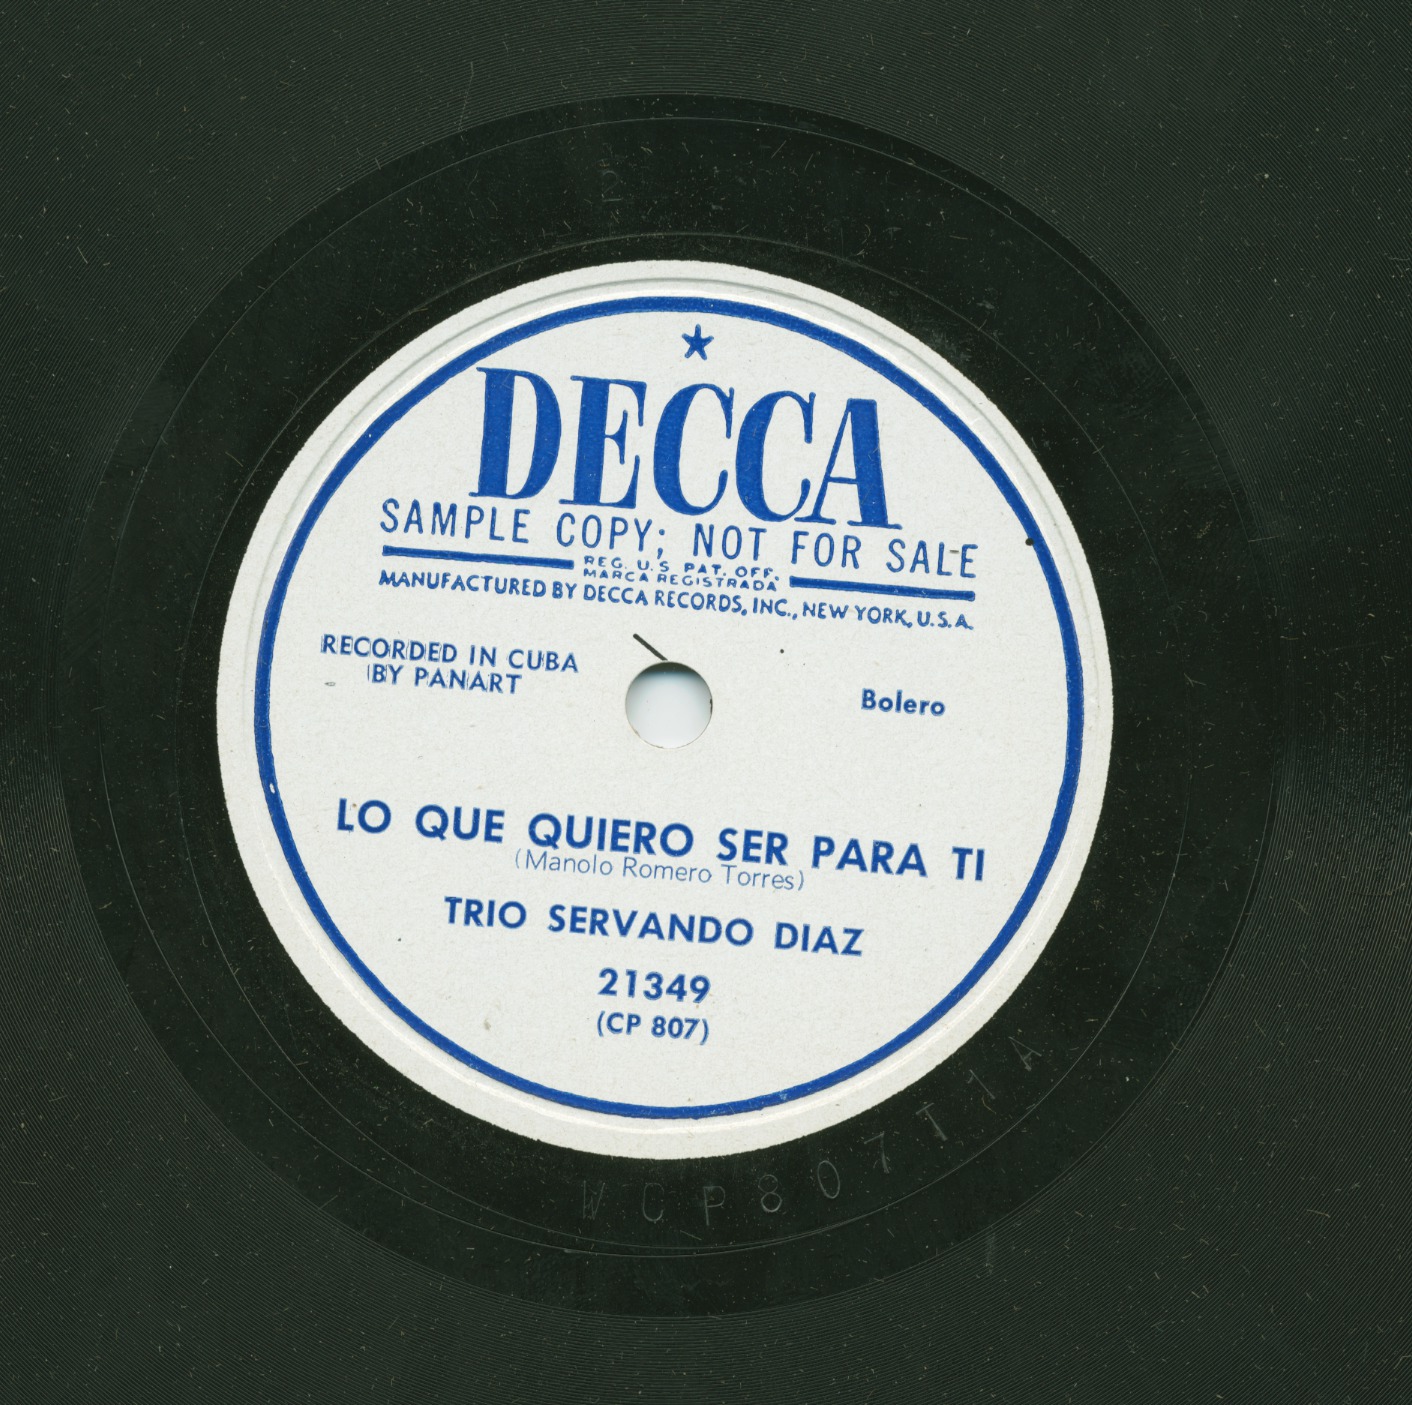 DECCA
SAMPLE COPY; NOT FOR SALE
REG. U.S. PAT. OFF.
MARCA REGISTRADA
MANUFACTURED BY DECCA RECORDS, INC., NEW YORK, U.S.A.
RECORDED IN CUBA
BY PANART
Bolero
LO QUE QUIERO SER PARA TI
(Manolo Romero Torres)
TRIO SERVANDO DIAZ
21349
(CP 807)
WCP807T1A